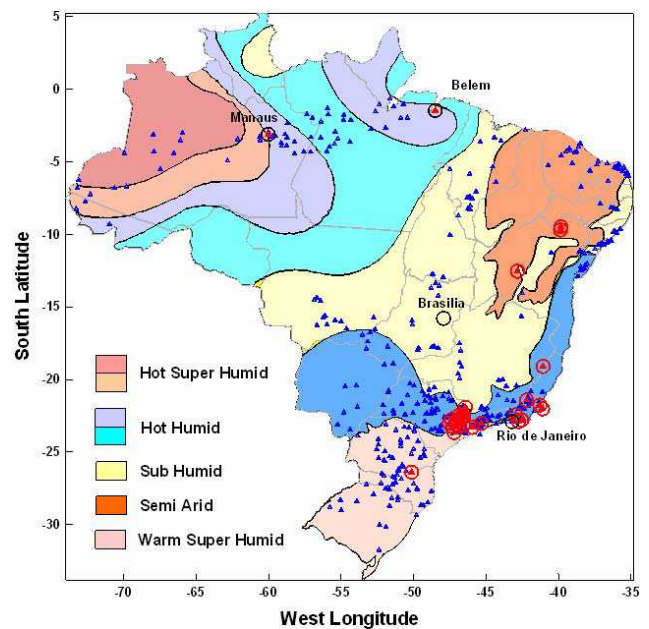 5
0
-5
-10
-15
-20
-25
-30
South Latitude
Belem
Manaus
Brasilia
Rio de Janeiro
Hot Super Humid
Hot Humid
Sub Humid
Semi Arid
Warm Super Humid
-70 -65 -60 -55 -50 -45 -40 -35
West Longitude